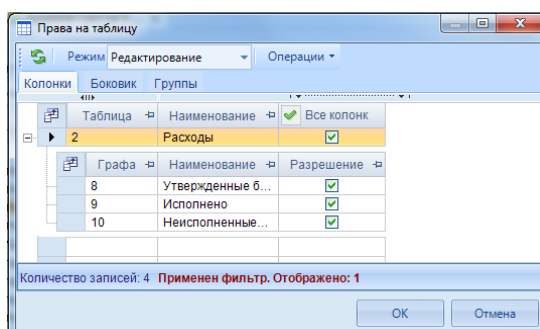 Права на таблицу
Режим Редактирование Операции
Колонки Боковик Группы
Таблица Наименование Все колонк
2 Расходы
Графа Наименование Разрешение
8 Утвержденные б...
9 Исполнено
10 Неисполненные...
Количество записей: 4 Применен фильтр. Отображено: 1
ОК Отмена